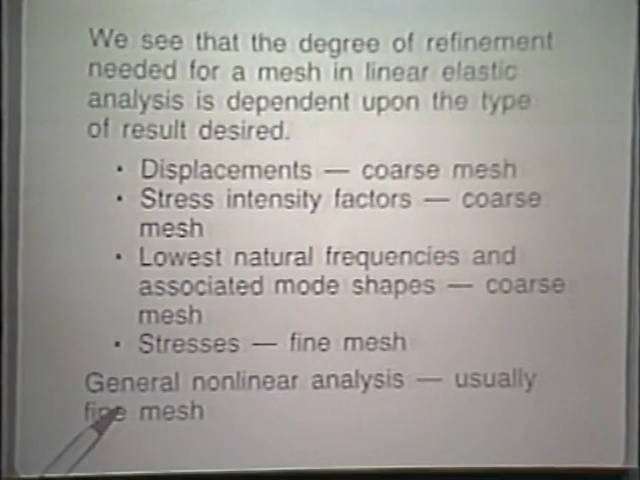 We see that the degree of refinement
needed for a mesh in linear elastic
analysis is dependent upon the type
of result desired.
• Displacements — coarse mesh
• Stress intensity factors — coarse
mesh
• Lowest natural frequencies and
associated mode shapes — coarse
mesh
• Stresses — fine mesh
General nonlinear analysis — usually
fine mesh